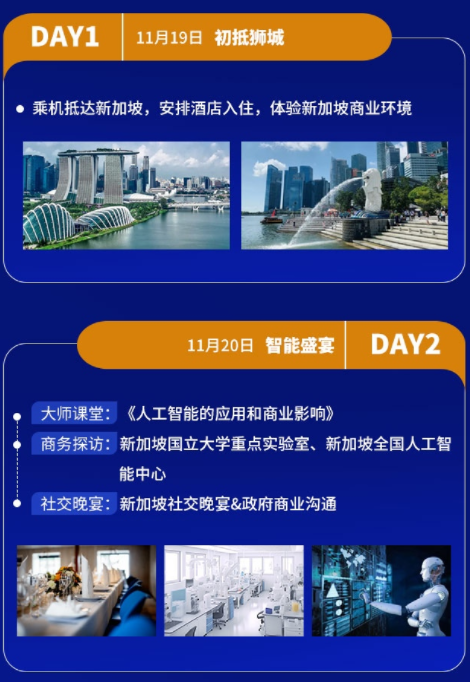 DAY1 11月19日 初抵狮城
乘机抵达新加坡，安排酒店入住，体验新加坡商业环境
11月20日 智能盛宴 DAY2
大师课堂：《人工智能的应用和商业影响》
商务探访：新加坡国立大学重点实验室、新加坡全国人工智
能中心
社交晚宴：新加坡社交晚宴&政府商业沟通